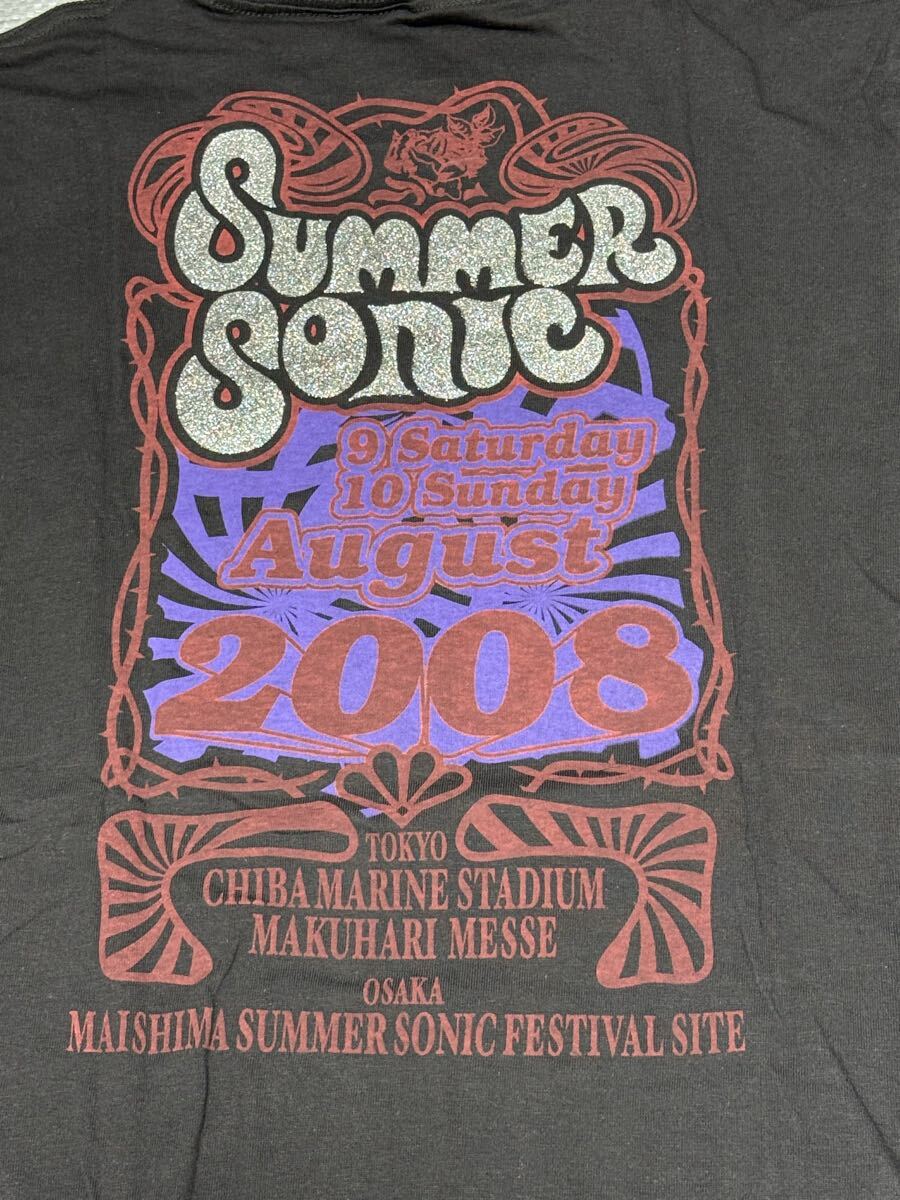 SUMMER
SONIC
9 Saturday
10 Sunday
August
2008
TOKYO
CHIBA MARINE STADIUM
MAKUHARI MESSE
OSAKA
MAISHIMA SUMMER SONIC FESTIVAL SITE